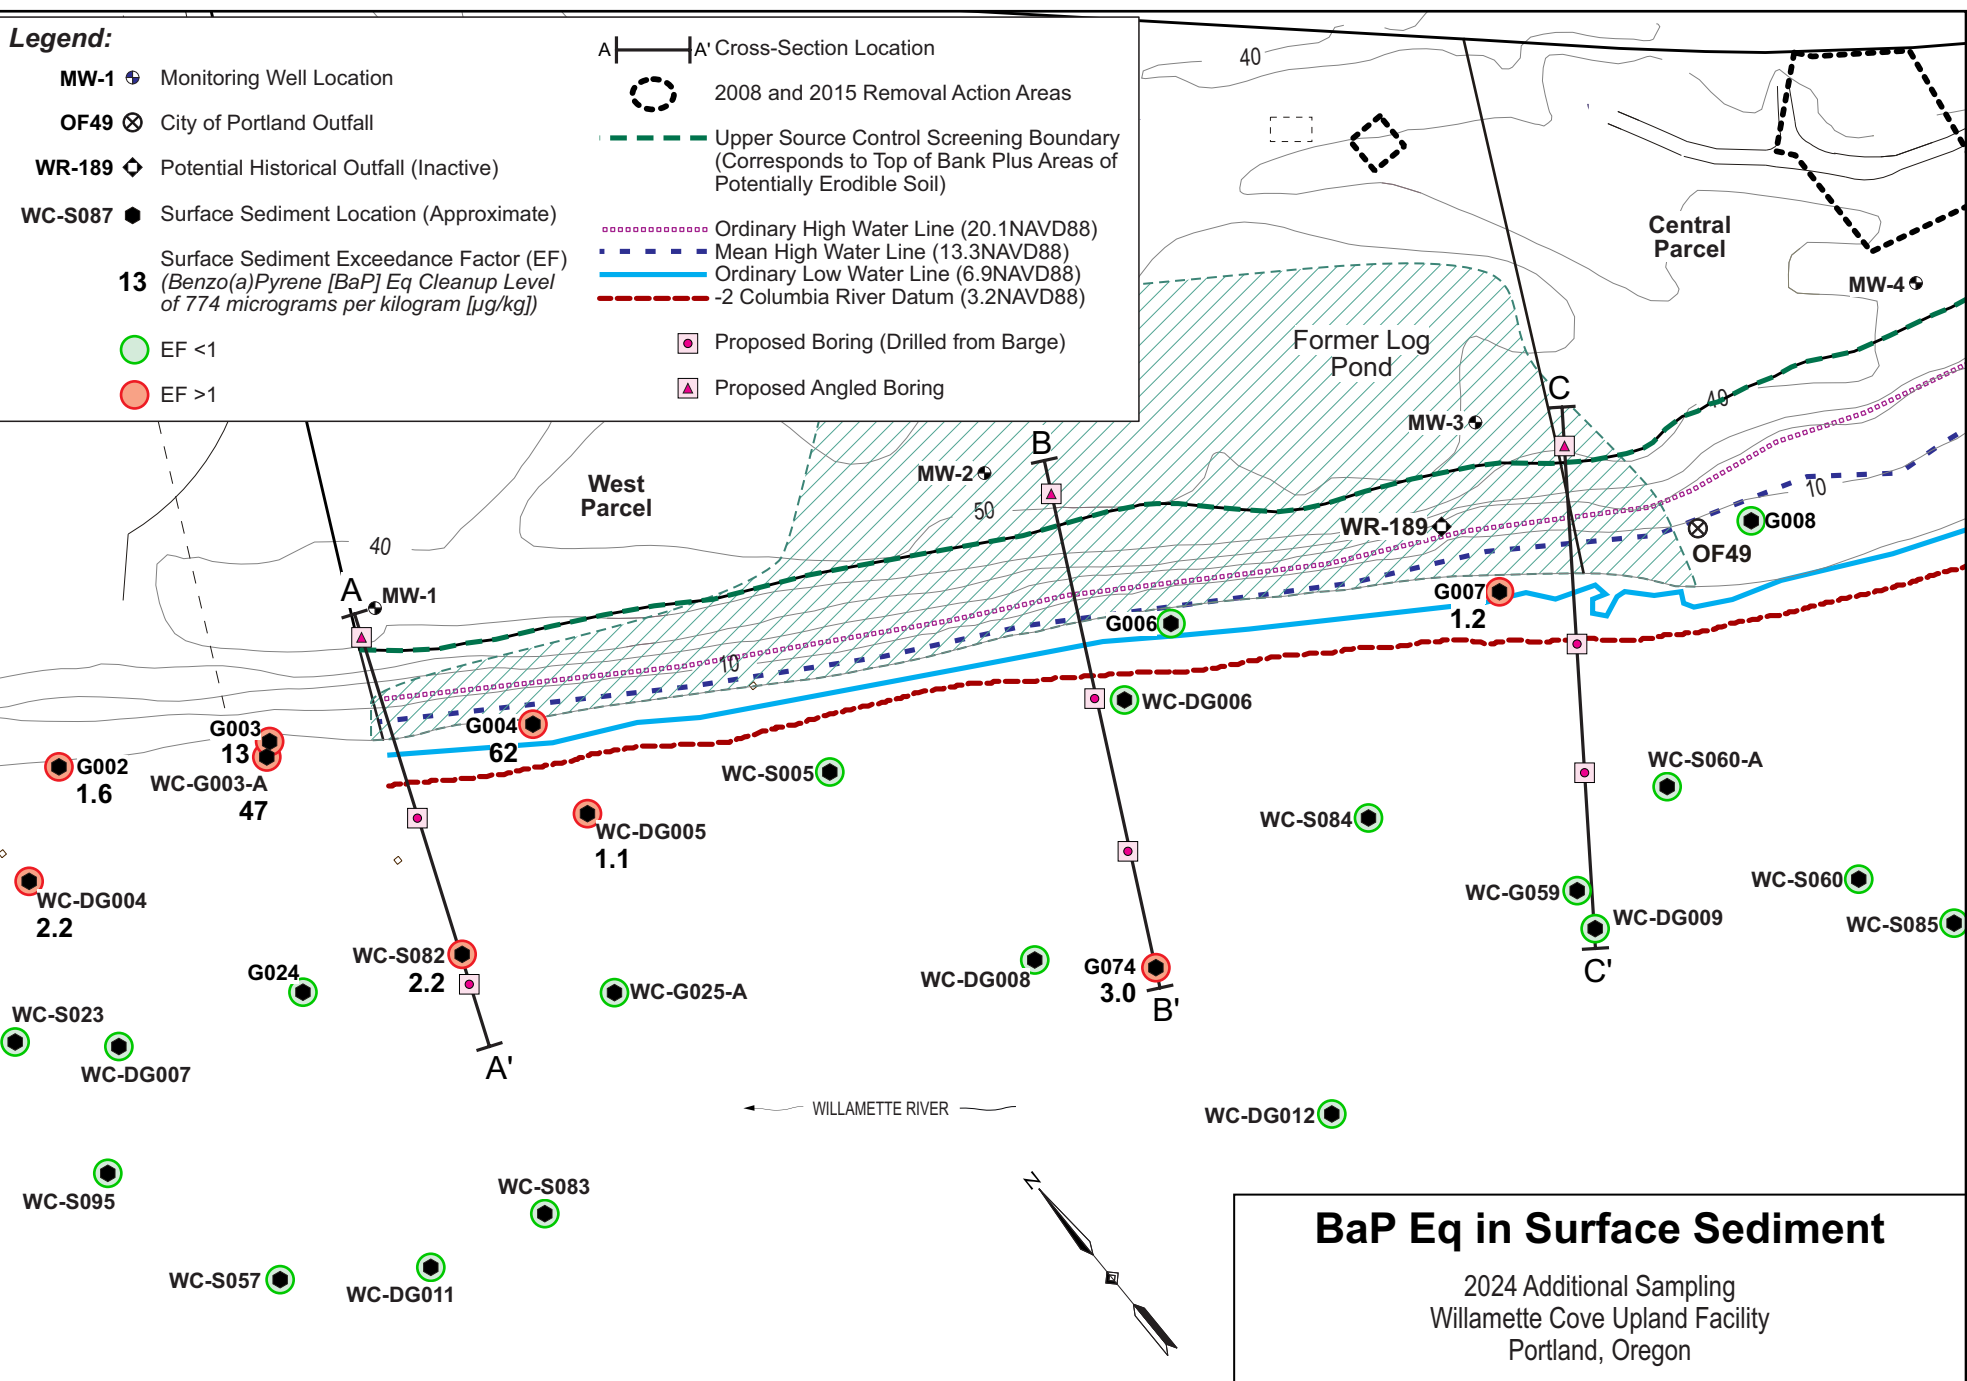 Legend:
MW-1 Monitoring Well Location
OF49 City of Portland Outfall
WR-189 Potential Historical Outfall (Inactive)
WC-S087 Surface Sediment Location (Approximate)
Surface Sediment Exceedance Factor (EF)
13 (Benzo(a)Pyrene [BaP] Eq Cleanup Level
of 774 micrograms per kilogram [µg/kg])
EF <1
EF >1
A A' Cross-Section Location
2008 and 2015 Removal Action Areas
Upper Source Control Screening Boundary
(Corresponds to Top of Bank Plus Areas of
Potentially Erodible Soil)
Ordinary High Water Line (20.1NAVD88)
Mean High Water Line (13.3NAVD88)
Ordinary Low Water Line (6.9NAVD88)
-2 Columbia River Datum (3.2NAVD88)
Proposed Boring (Drilled from Barge)
Proposed Angled Boring
40
Central
Parcel
MW-4
Former Log
Pond
C
40
MW-3
B
MW-2
West
Parcel
50
10
WR-189
G008
OF49
40
A
MW-1
G007
1.2
G006
10
G003
13
G004
62
WC-DG006
G002
1.6
WC-G003-A
47
WC-S005
WC-S060-A
WC-DG005
1.1
WC-S084
WC-DG004
2.2
WC-G059
WC-S060
WC-DG009
WC-S085
WC-S082
2.2
G024
WC-G025-A
WC-DG008
G074
3.0
B'
C'
WC-S023
WC-DG007
A'
WILLAMETTE RIVER
WC-DG012
WC-S095
WC-S083
N
WC-S057
WC-DG011
BaP Eq in Surface Sediment
2024 Additional Sampling
Willamette Cove Upland Facility
Portland, Oregon